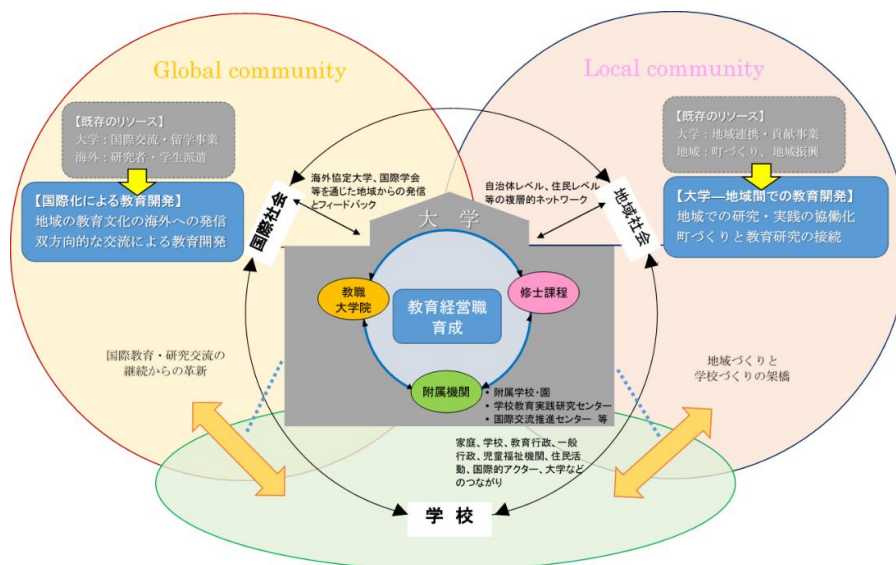 Global community
Local community
【既存のリソース】
大学：国際交流・留学事業
海外：研究者・学生派遣
【既存のリソース】
大学：地域連携・貢献事業
地域：町づくり、地域振興
【国際化による教育開発】
地域の教育文化の海外への発信
双方向的な交流による教育開発
国際社会
海外協定大学、国際学会
等を通じた地域からの発信
とフィードバック
自治体レベル、住民レベル
等の複層的ネットワーク
地域社会
【大学―地域間での教育開発】
地域での研究・実践の協働化
町づくりと教育研究の接続
大 学
教職
大学院
教育経営職
育成
修士課程
附属機関
• 附属学校・園
• 学校教育実践研究センター
• 国際交流推進センター 等
国際教育・研究交流の
継続からの革新
地域づくりと
学校づくりの架橋
家庭、学校、教育行政、一般
行政、児童福祉機関、住民活
動、国際的アクター、大学など
のつながり
学 校